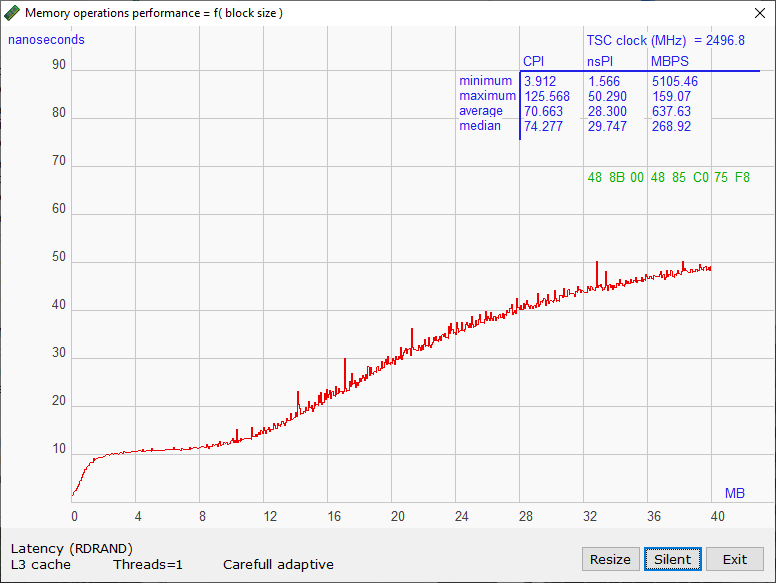 Memory operations performance = f( block size )
nanoseconds
TSC clock (MHz) = 2496.8
CPI nsPI MBPS
minimum 3.912 1.566 5105.46
maximum 125.568 50.290 159.07
average 70.663 28.300 637.63
median 74.277 29.747 268.92
48 8B 00 48 85 C0 75 F8
90
80
70
60
50
40
30
20
10
MB
0 4 8 12 16 20 24 28 32 36 40
Latency (RDRAND)
L3 cache Threads=1 Carefull adaptive
Resize Silent Exit